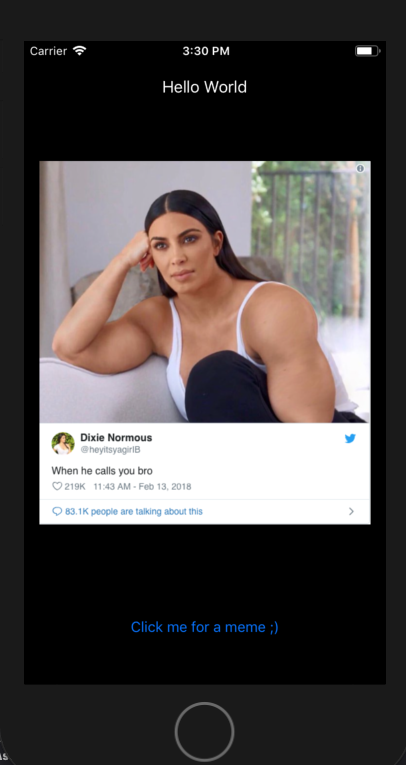 Carrier 3:30 PM
Hello World
Dixie Normous
@heyitsyagirlB
When he calls you bro
219K 11:43 AM - Feb 13, 2018
83.1K people are talking about this
Click me for a meme ;)